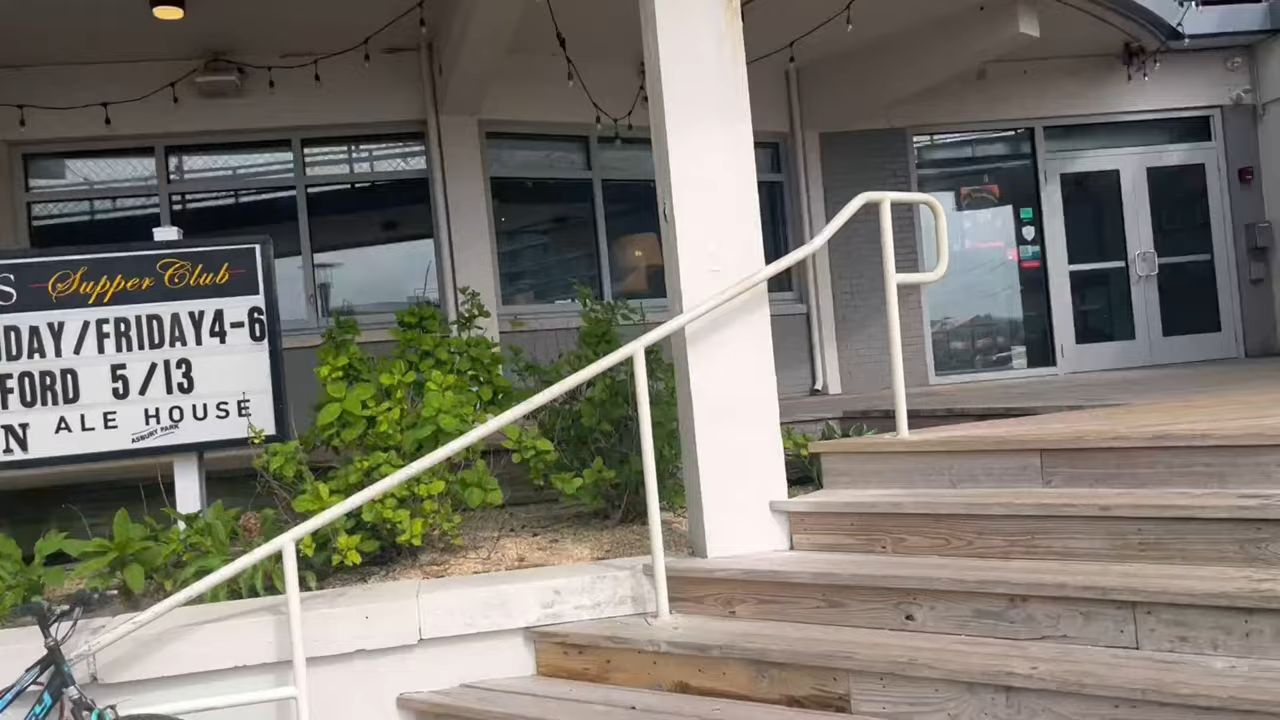 S Supper Club
DAY/FRIDAY 4-6
FORD 5/13
N ALE HOUSE
ASBURY PARK